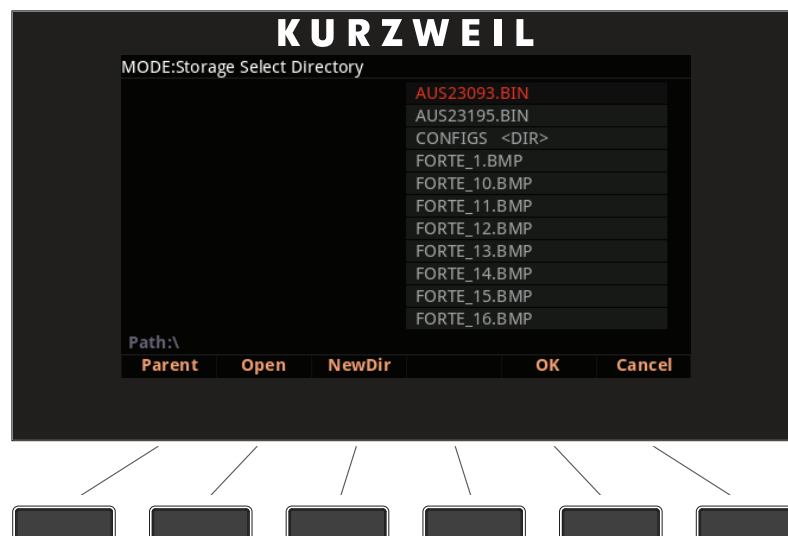 KURZWEIL
MODE:Storage Select Directory
AUS23093.BIN
AUS23195.BIN
CONFIGS <DIR>
FORTE_1.BMP
FORTE_10.BMP
FORTE_11.BMP
FORTE_12.BMP
FORTE_13.BMP
FORTE_14.BMP
FORTE_15.BMP
FORTE_16.BMP
Path:\
Parent Open NewDir OK Cancel